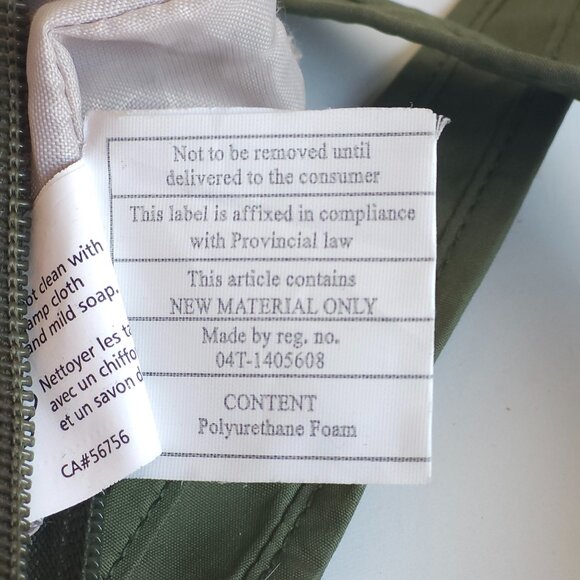 Not to be removed until
delivered to the consumer
This label is affixed in compliance
with Provincial law
This article contains
NEW MATERIAL ONLY
Made by reg. no.
04T-1405608
CONTENT
Polyurethane Foam
clean with
cloth
and mild soap.
Nettoyer les
avec un
et un savon
CA#56756